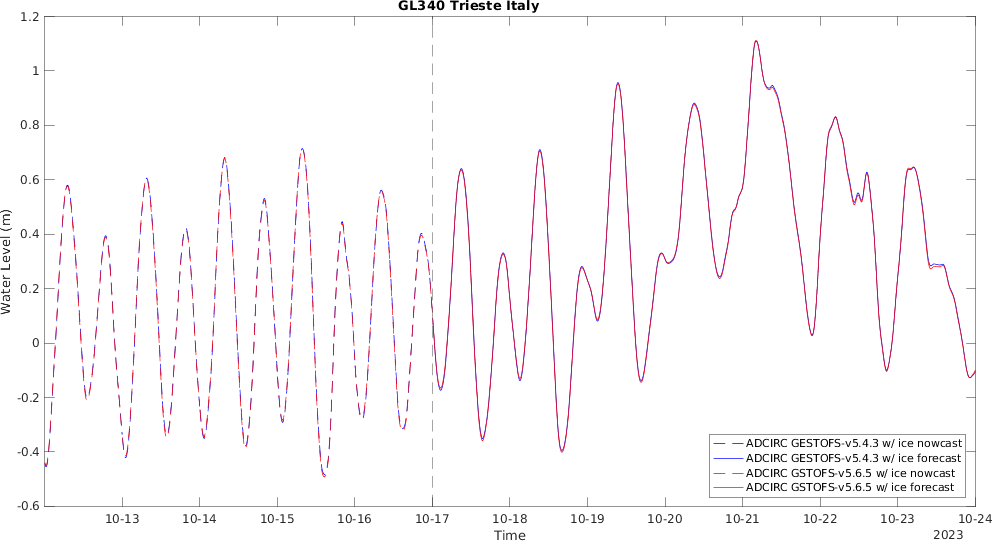 GL340 Trieste Italy
1.2
1
0.8
0.6
0.4
0.2
0
-0.2
-0.4
-0.6
Water Level (m)
10-13 10-14 10-15 10-16 10-17 10-18 10-19 10-20 10-21 10-22 10-23 10-24
Time
2023
ADCIRC GESTOFS-v5.4.3 w/ ice nowcast
ADCIRC GESTOFS-v5.4.3 w/ ice forecast
ADCIRC GSTOFS-v5.6.5 w/ ice nowcast
ADCIRC GSTOFS-v5.6.5 w/ ice forecast